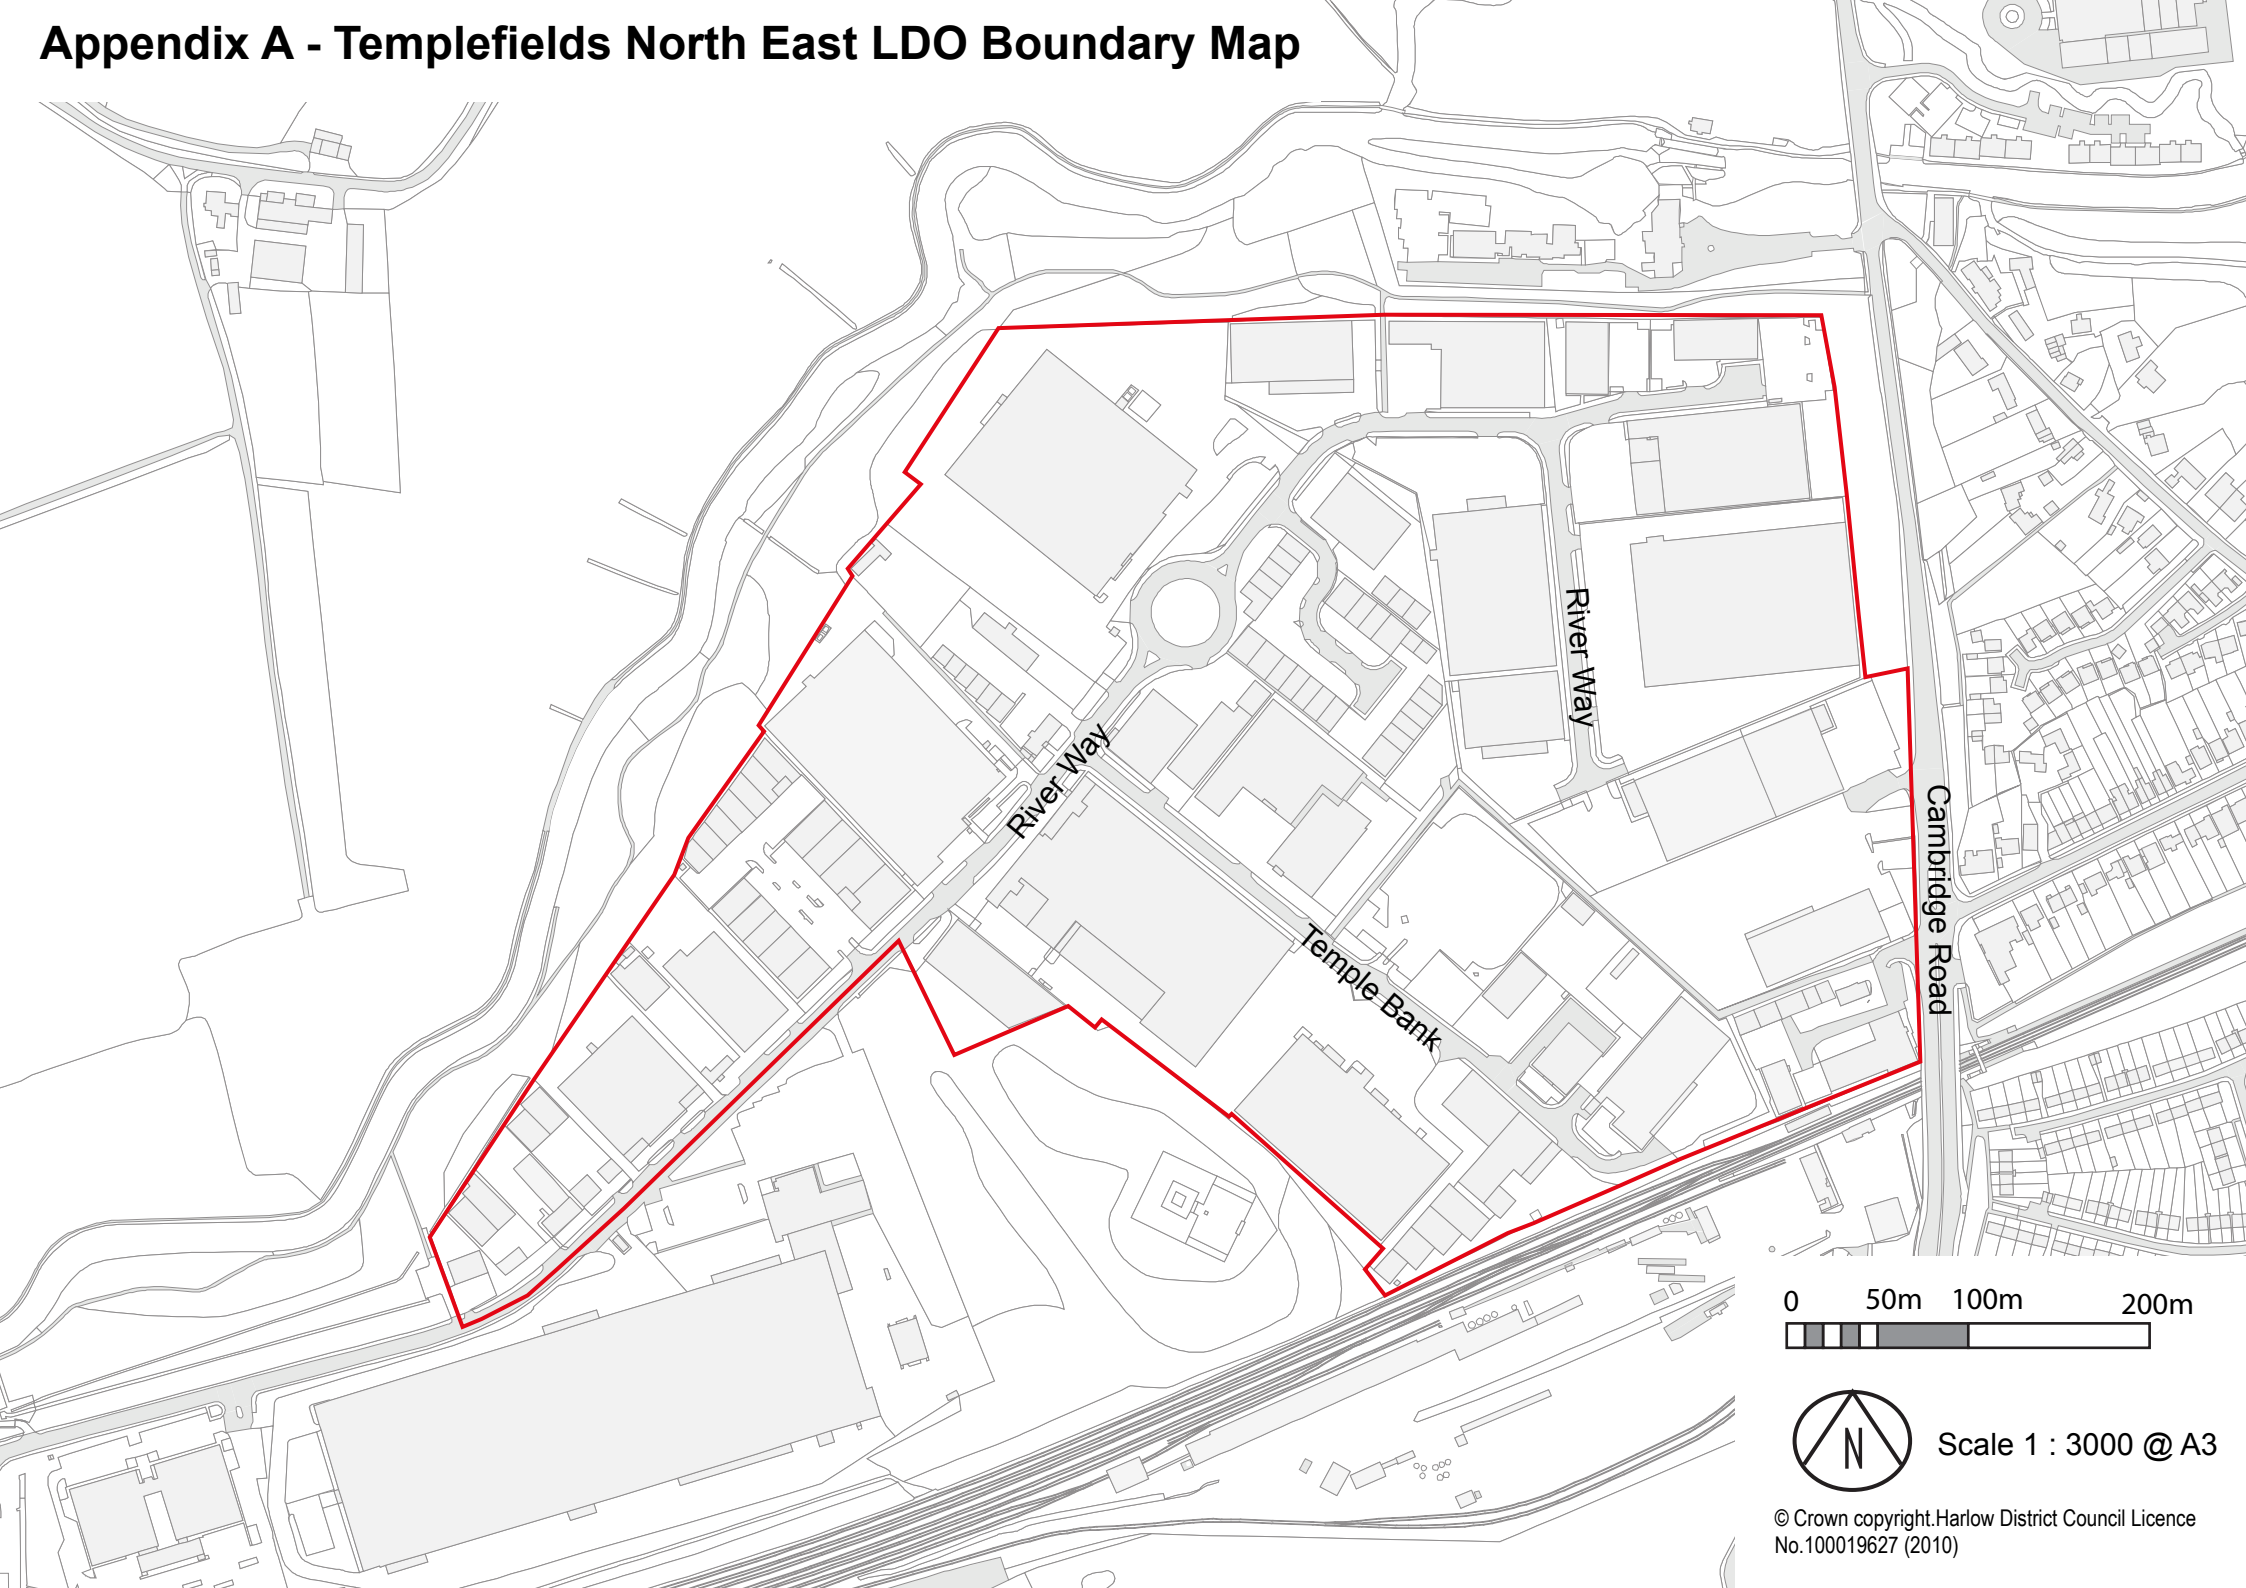 Appendix A - Templefields North East LDO Boundary Map
River Way
River Way
Temple Bank
Cambridge Road
0 50m 100m 200m
N
Scale 1 : 3000 @ A3
© Crown copyright.Harlow District Council Licence
No.100019627 (2010)